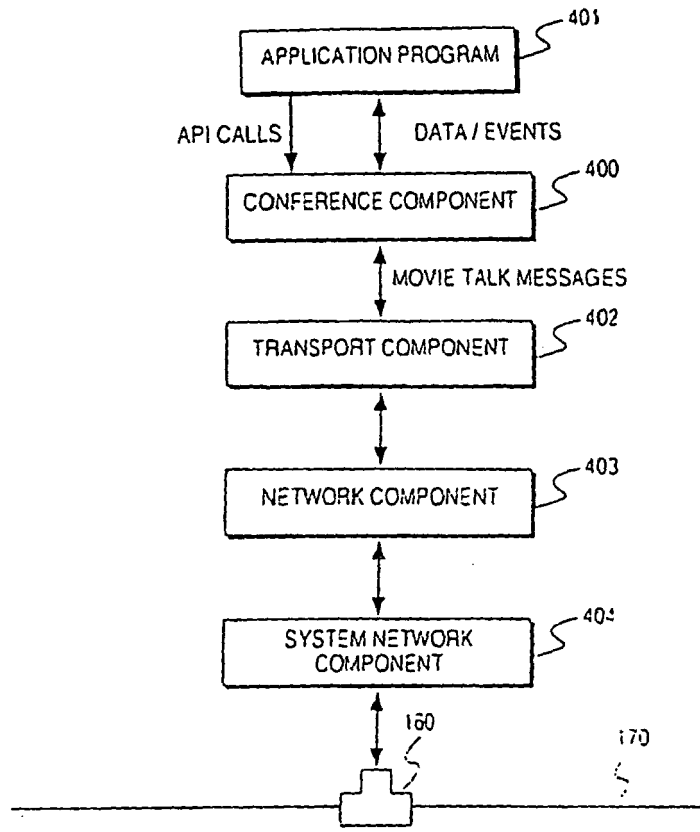 401
APPLICATION PROGRAM
API CALLS
DATA / EVENTS
400
CONFERENCE COMPONENT
MOVIE TALK MESSAGES
402
TRANSPORT COMPONENT
403
NETWORK COMPONENT
404
SYSTEM NETWORK
COMPONENT
160
170